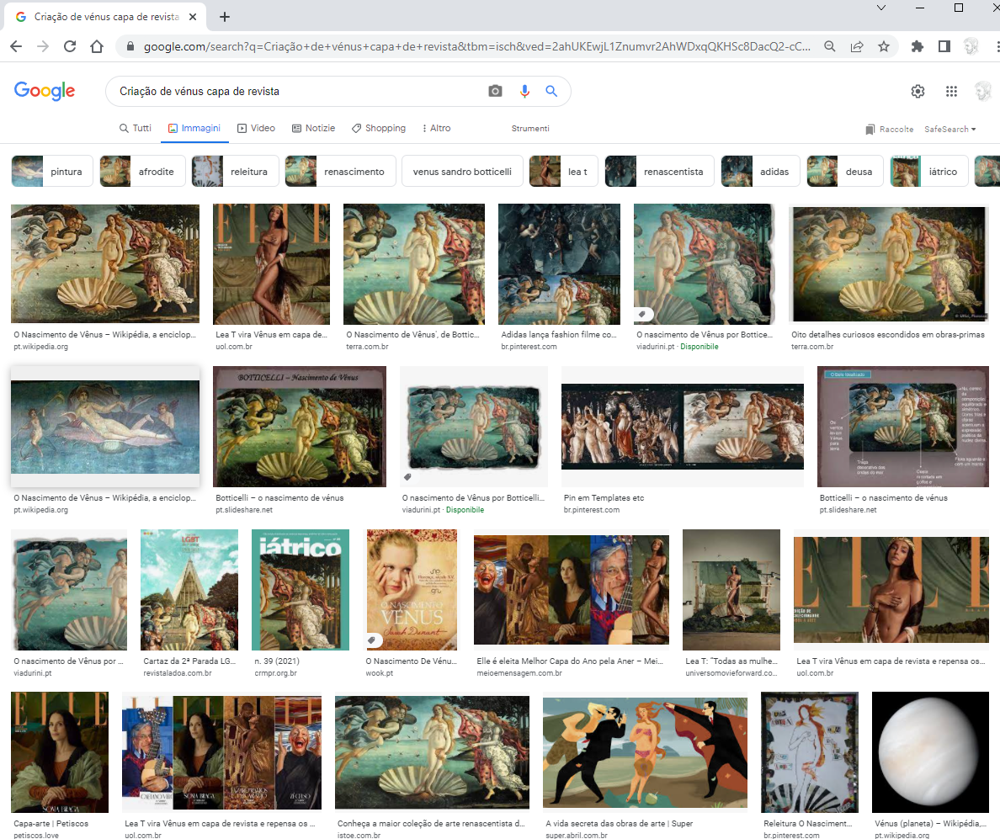 Criação de vénus capa de revista
google.com/search?q=Criação+de+vénus+capa+de+revista&tbm=isch&ved=2ahUKEwjL1Znumvr2AhWDxqQKHSc8DacQ2-cC...
Google
Criação de vénus capa de revista
Tutti
Immagini
Video
Notizie
Shopping
Altro
Strumenti
Raccolte
SafeSearch
pintura
afrodite
releitura
renascimento
venus sandro botticelli
lea t
renascentista
adidas
deusa
iátrico
ELLE
O Nascimento de Vênus – Wikipédia, a enciclop...
pt.wikipedia.org
Lea T vira Vênus em capa de...
uol.com.br
O Nascimento de Vênus', de Bottic...
terra.com.br
Adidas lança fashion filme co...
br.pinterest.com
O nascimento de Vênus por Bottice...
viadurini.pt · Disponibile
Oito detalhes curiosos escondidos em obras-primas
terra.com.br
BOTTICELLI – Nascimento de Vénus
O Belo Idealizado
O Nascimento de Vênus – Wikipédia, a enciclop...
pt.wikipedia.org
Botticelli – o nascimento de vénus
pt.slideshare.net
O nascimento de Vênus por Botticelli...
viadurini.pt · Disponibile
Pin em Templates etc
br.pinterest.com
Botticelli – o nascimento de vénus
pt.slideshare.net
LGBT
iátrico
O NASCIMENTO
VÉNUS
Sarah Dunant
ELLE
O nascimento de Vênus por ...
viadurini.pt
Cartaz da 2ª Parada LG...
revistaladoa.com.br
n. 39 (2021)
crmpr.org.br
O Nascimento De Vénu...
wook.pt
Elle é eleita Melhor Capa do Ano pela Aner – Mei...
meioemensagem.com.br
Lea T: “Todas as mulhe...
universomovieforward.co...
Lea T vira Vênus em capa de revista e repensa os...
uol.com.br
ELLE
SONIA BRAGA
CAETANO VE
SONIA BRAGA
ZÉ CELSO
Capa-arte | Petiscos
petiscos.love
Lea T vira Vênus em capa de revista e repensa os ...
uol.com.br
Conheça a maior coleção de arte renascentista d...
istoe.com.br
A vida secreta das obras de arte | Super
super.abril.com.br
Releitura O Nasciment...
br.pinterest.com
Vénus (planeta) – Wikipédia,...
pt.wikipedia.org